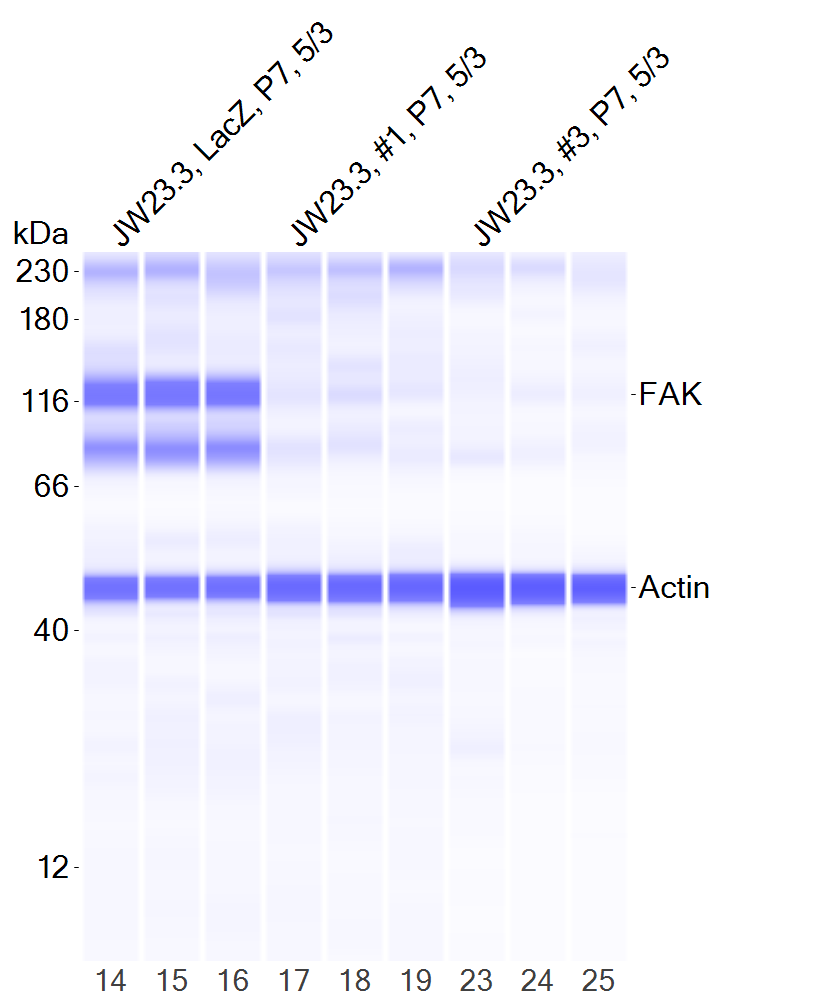 JW23.3, LacZ, P7, 5/3
JW23.3, #1, P7, 5/3
JW23.3, #3, P7, 5/3
kDa
230
180
116
66
40
12
FAK
Actin
14 15 16 17 18 19 23 24 25